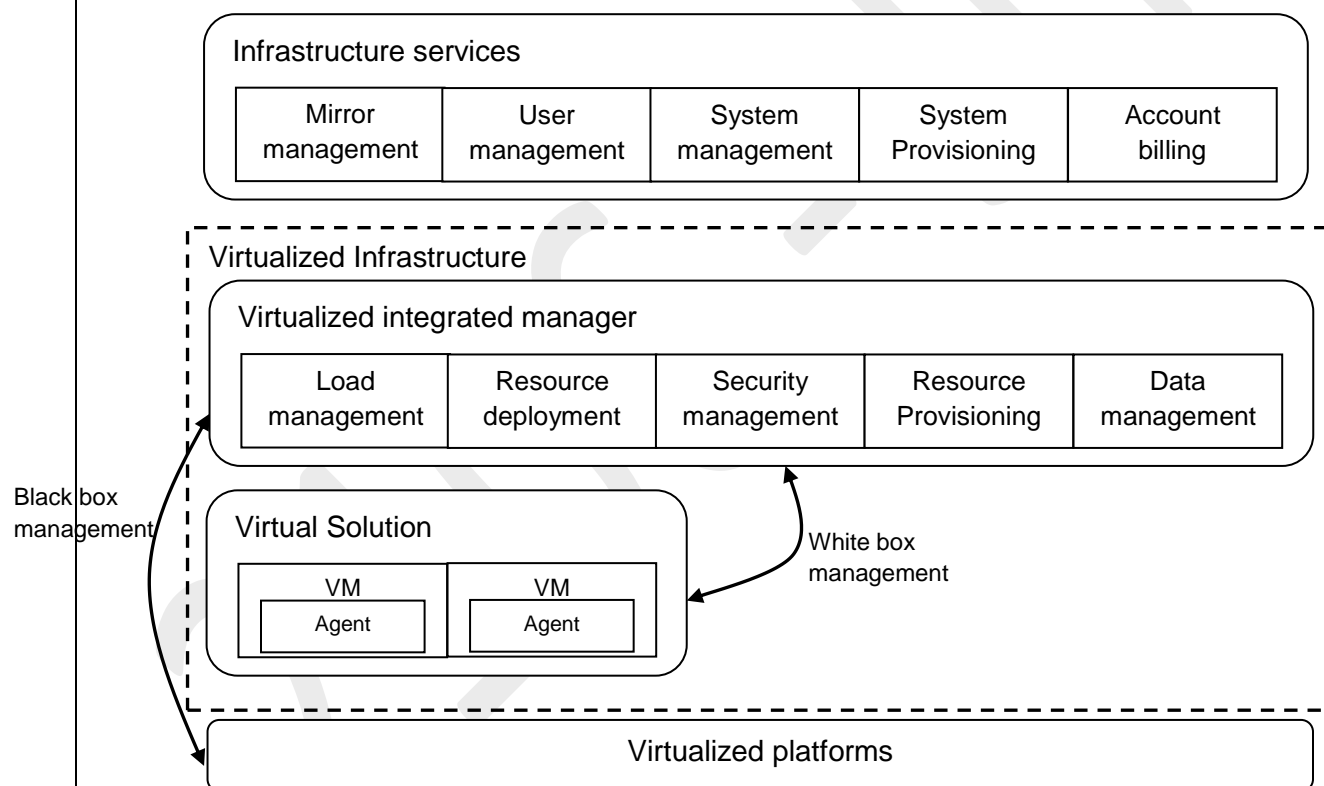 Infrastructure services
Mirror
management
User
management
System
management
System
Provisioning
Account
billing
Virtualized Infrastructure
Virtualized integrated manager
Load
management
Resource
deployment
Security
management
Resource
Provisioning
Data
management
Black box
management
Virtual Solution
VM
Agent
VM
Agent
White box
management
Virtualized platforms